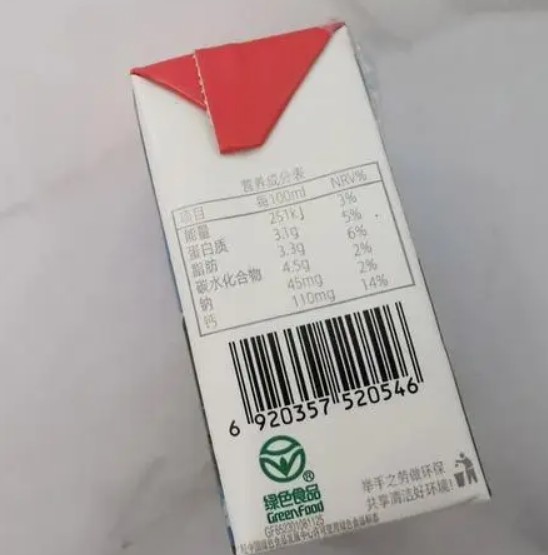 营养成分表
项目 每100ml NRV%
能量 251kJ 3%
蛋白质 3.1g 5%
脂肪 3.3g 6%
碳水化合物 4.5g 2%
钠 45mg 2%
钙 110mg 14%
6 920357 520546
®
绿色食品
GreenFood
举手之劳做环保
共享清洁好环境!